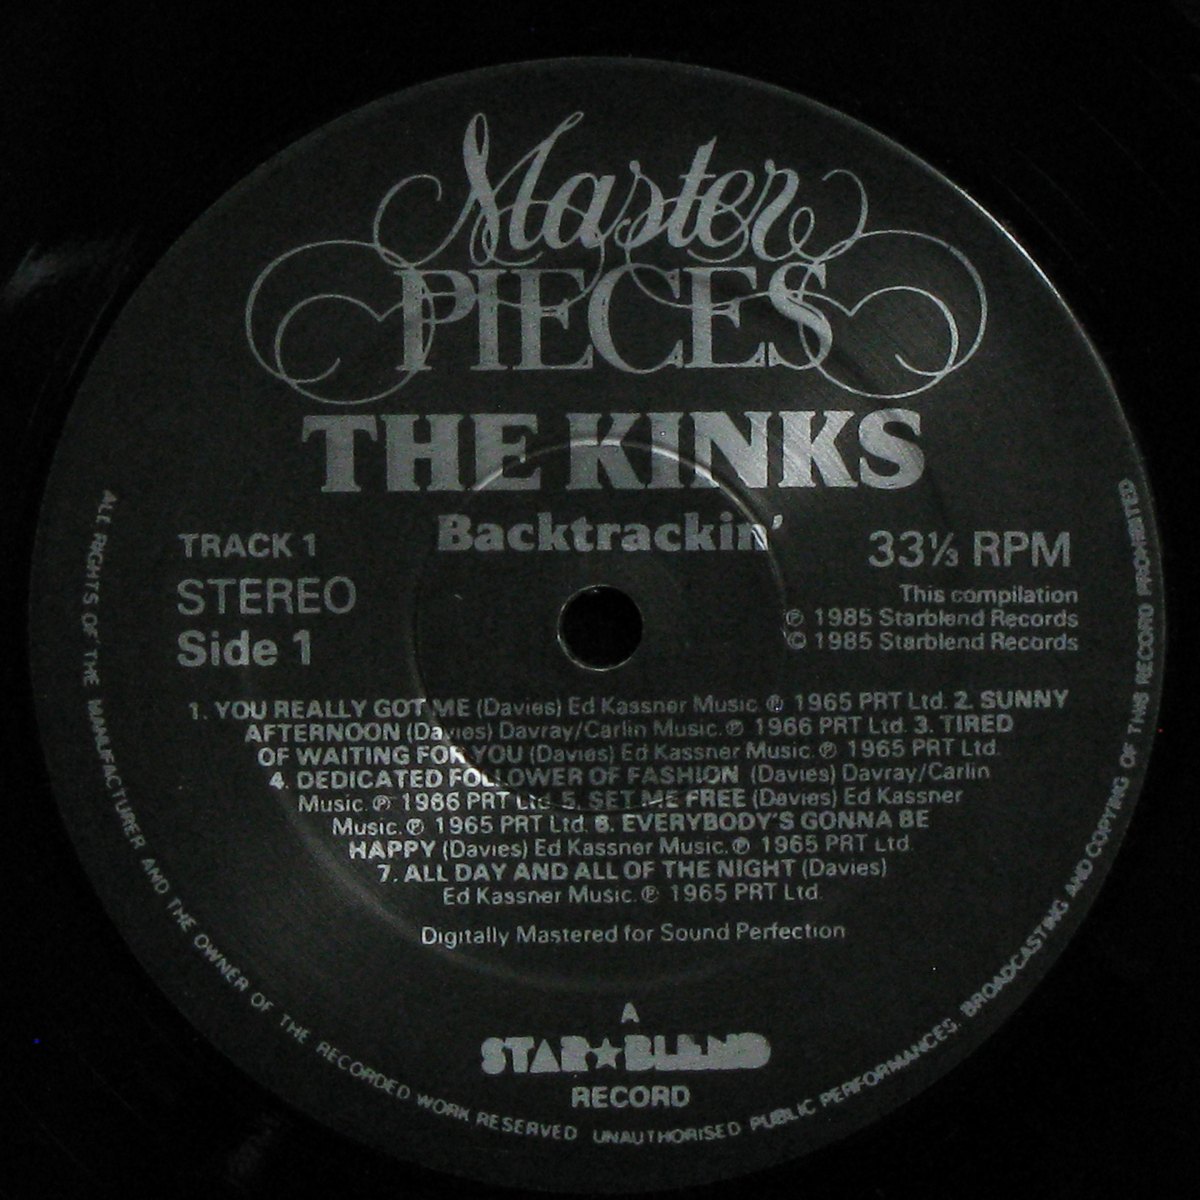 Master
PIECES
THE KINKS
Backtrackin'
TRACK 1
STEREO
Side 1
33⅓ RPM
This compilation
℗ 1985 Starblend Records
© 1985 Starblend Records
1. YOU REALLY GOT ME (Davies) Ed Kassner Music. ℗ 1965 PRT Ltd. 2. SUNNY
AFTERNOON (Davies) Davray/Carlin Music. ℗ 1966 PRT Ltd. 3. TIRED
OF WAITING FOR YOU (Davies) Ed Kassner Music. ℗ 1965 PRT Ltd.
4. DEDICATED FOLLOWER OF FASHION (Davies) Davray/Carlin
Music. ℗ 1966 PRT Ltd. 5. SET ME FREE (Davies) Ed Kassner
Music. ℗ 1965 PRT Ltd. 6. EVERYBODY'S GONNA BE
HAPPY (Davies) Ed Kassner Music. ℗ 1965 PRT Ltd.
7. ALL DAY AND ALL OF THE NIGHT (Davies)
Ed Kassner Music. ℗ 1965 PRT Ltd.
Digitally Mastered for Sound Perfection
A
STAR★BLEND
RECORD
ALL RIGHTS OF THE MANUFACTURER AND THE OWNER OF THE RECORDED WORK RESERVED UNAUTHORISED PUBLIC PERFORMANCES, BROADCASTING AND COPYING OF THIS RECORD PROHIBITED